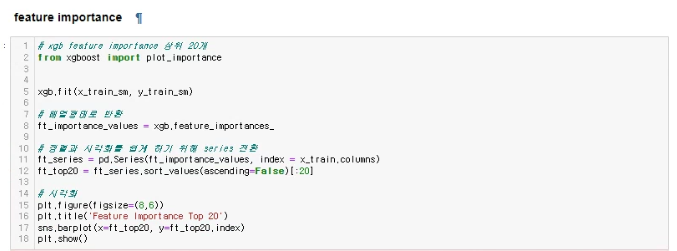 feature importance ¶
1 # xgb feature importance 상위 20개
2 from xgboost import plot_importance
3
4
5 xgb.fit(x_train_sm, y_train_sm)
6
7 # 배열형태로 반환
8 ft_importance_values = xgb.feature_importances_
9
10 # 정렬과 시각화를 쉽게 하기 위해 series 전환
11 ft_series = pd.Series(ft_importance_values, index = x_train.columns)
12 ft_top20 = ft_series.sort_values(ascending=False)[:20]
13
14 # 시각화
15 plt.figure(figsize=(8,6))
16 plt.title('Feature Importance Top 20')
17 sns.barplot(x=ft_top20, y=ft_top20.index)
18 plt.show()